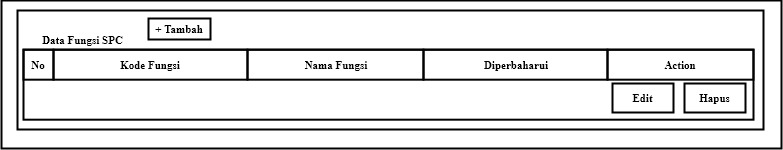 + Tambah
Data Fungsi SPC
No Kode Fungsi Nama Fungsi Diperbaharui Action
Edit Hapus